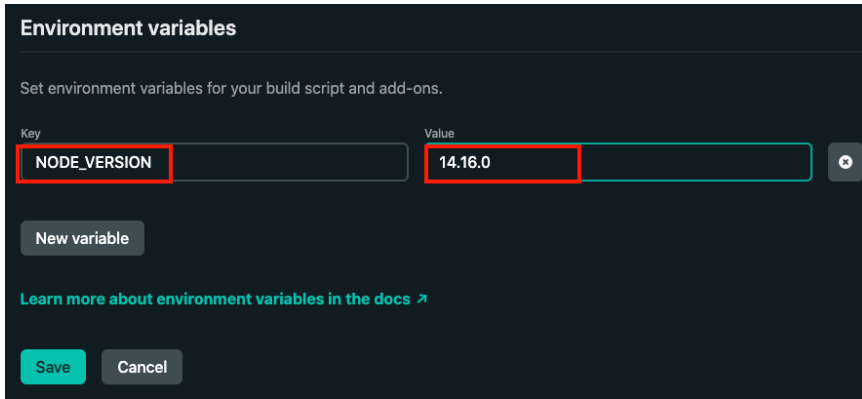 Environment variables
Set environment variables for your build script and add-ons.
Key Value
NODE_VERSION 14.16.0
New variable
Learn more about environment variables in the docs ↗
Save Cancel